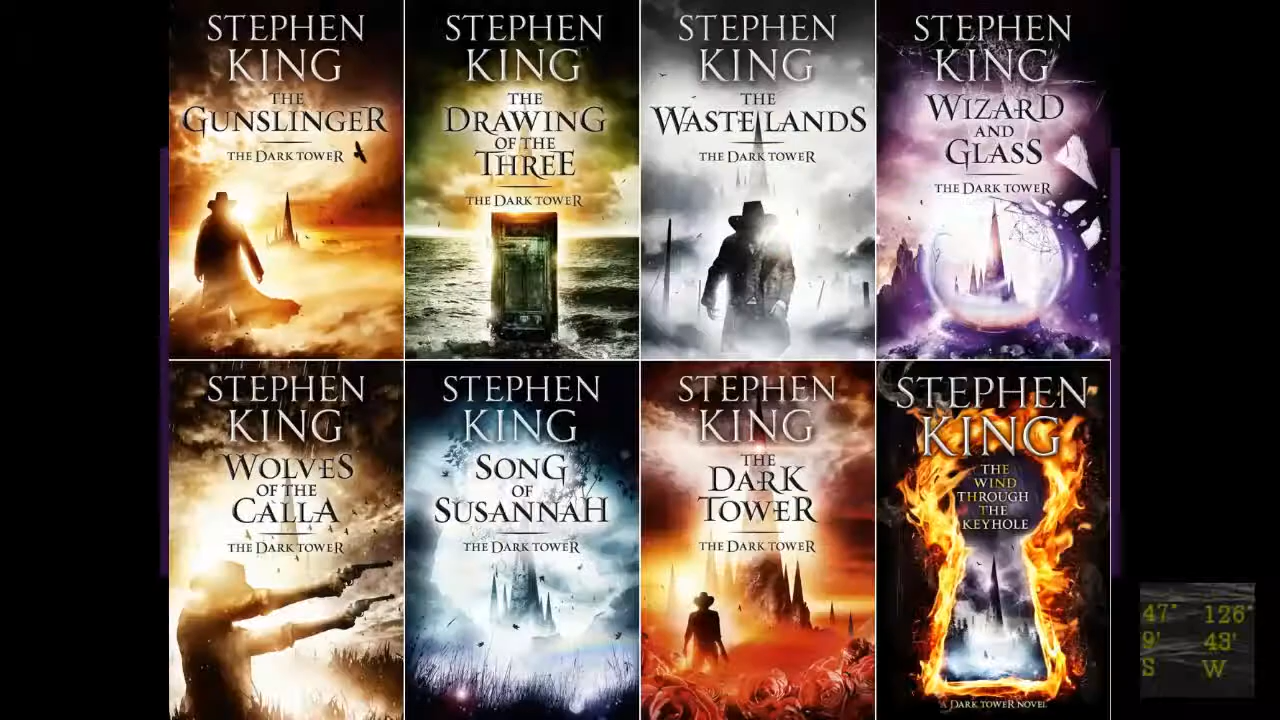 STEPHEN
KING
THE
GUNSLINGER
THE DARK TOWER
STEPHEN
KING
THE
DRAWING
OF THE
THREE
THE DARK TOWER
STEPHEN
KING
THE
WASTE LANDS
THE DARK TOWER
STEPHEN
KING
WIZARD
AND
GLASS
THE DARK TOWER
STEPHEN
KING
WOLVES
OF THE
CALLA
THE DARK TOWER
STEPHEN
KING
SONG
OF
SUSANNAH
THE DARK TOWER
STEPHEN
KING
THE
DARK
TOWER
THE DARK TOWER
STEPHEN
KING
THE
WIND
THROUGH
THE
KEYHOLE
A DARK TOWER NOVEL
47° 126°
9' 43'
S W